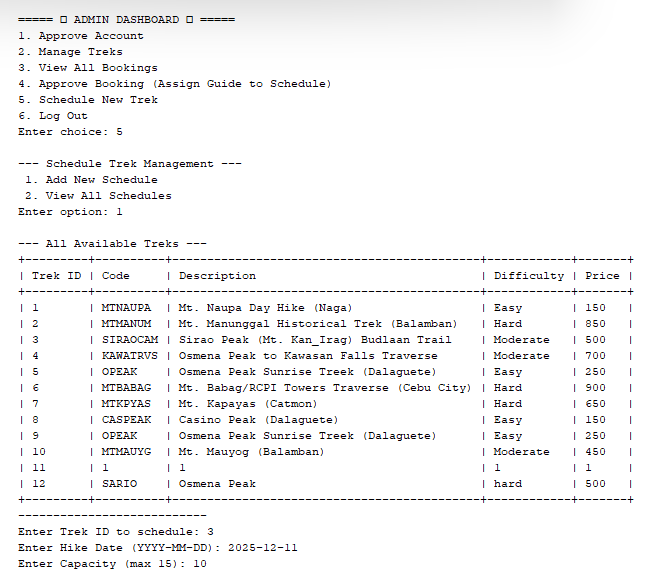 ===== □ ADMIN DASHBOARD □ =====
1. Approve Account
2. Manage Treks
3. View All Bookings
4. Approve Booking (Assign Guide to Schedule)
5. Schedule New Trek
6. Log Out
Enter choice: 5

--- Schedule Trek Management ---
 1. Add New Schedule
 2. View All Schedules
Enter option: 1

--- All Available Treks ---
+---------+----------+----------------------------------------------+------------+-------+
| Trek ID | Code     | Description                                  | Difficulty | Price |
+---------+----------+----------------------------------------------+------------+-------+
| 1       | MTNAUPA  | Mt. Naupa Day Hike (Naga)                    | Easy       | 150   |
| 2       | MTMANUM  | Mt. Manunggal Historical Trek (Balamban)     | Hard       | 850   |
| 3       | SIRAOCAM | Sirao Peak (Mt. Kan_Irag) Budlaan Trail      | Moderate   | 500   |
| 4       | KAWATRVS | Osmena Peak to Kawasan Falls Traverse        | Moderate   | 700   |
| 5       | OPEAK    | Osmena Peak Sunrise Treek (Dalaguete)        | Easy       | 250   |
| 6       | MTBABAG  | Mt. Babag/RCPI Towers Traverse (Cebu City)   | Hard       | 900   |
| 7       | MTKPYAS  | Mt. Kapayas (Catmon)                         | Hard       | 650   |
| 8       | CASPEAK  | Casino Peak (Dalaguete)                      | Easy       | 150   |
| 9       | OPEAK    | Osmena Peak Sunrise Treek (Dalaguete)        | Easy       | 250   |
| 10      | MTMAUYG  | Mt. Mauyog (Balamban)                        | Moderate   | 450   |
| 11      | 1        | 1                                            | 1          | 1     |
| 12      | SARIO    | Osmena Peak                                  | hard       | 500   |
+---------+----------+----------------------------------------------+------------+-------+
---------------------------
Enter Trek ID to schedule: 3
Enter Hike Date (YYYY-MM-DD): 2025-12-11
Enter Capacity (max 15): 10